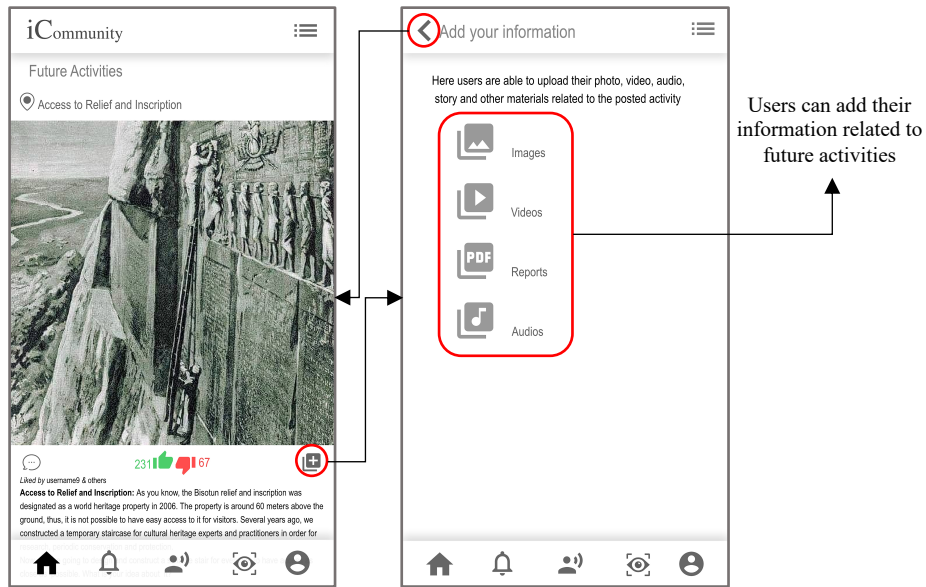 iCommunity
Future Activities
Access to Relief and Inscription
231 67
Liked by username9 & others
Access to Relief and Inscription: As you know, the Bisotun relief and inscription was
designated as a world heritage property in 2006. The property is around 60 meters above the
ground, thus, it is not possible to have easy access to it for visitors. Several years ago, we
constructed a temporary staircase for cultural heritage experts and practitioners in order for
Add your information
Here users are able to upload their photo, video, audio,
story and other materials related to the posted activity
Images
Videos
PDF
Reports
Audios
Users can add their
information related to
future activities